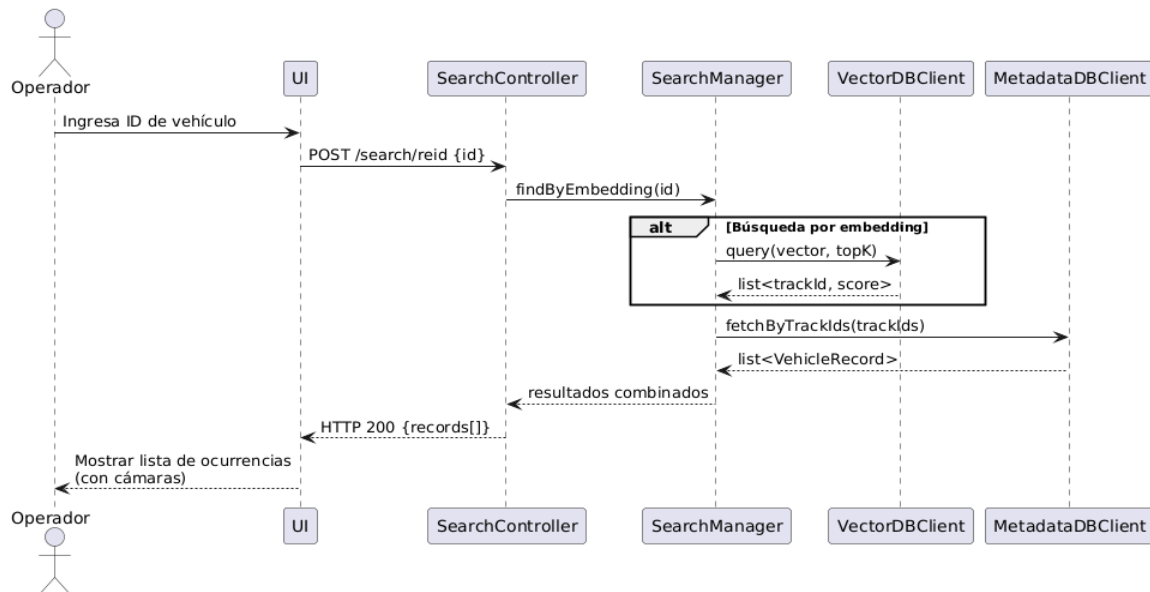 Operador
UI
SearchController
SearchManager
VectorDBClient
MetadataDBClient
Ingresa ID de vehículo
POST /search/reid {id}
findByEmbedding(id)
alt
[Búsqueda por embedding]
query(vector, topK)
list<trackId, score>
fetchByTrackIds(trackIds)
list<VehicleRecord>
resultados combinados
HTTP 200 {records[]}
Mostrar lista de ocurrencias
(con cámaras)
Operador
UI
SearchController
SearchManager
VectorDBClient
MetadataDBClient